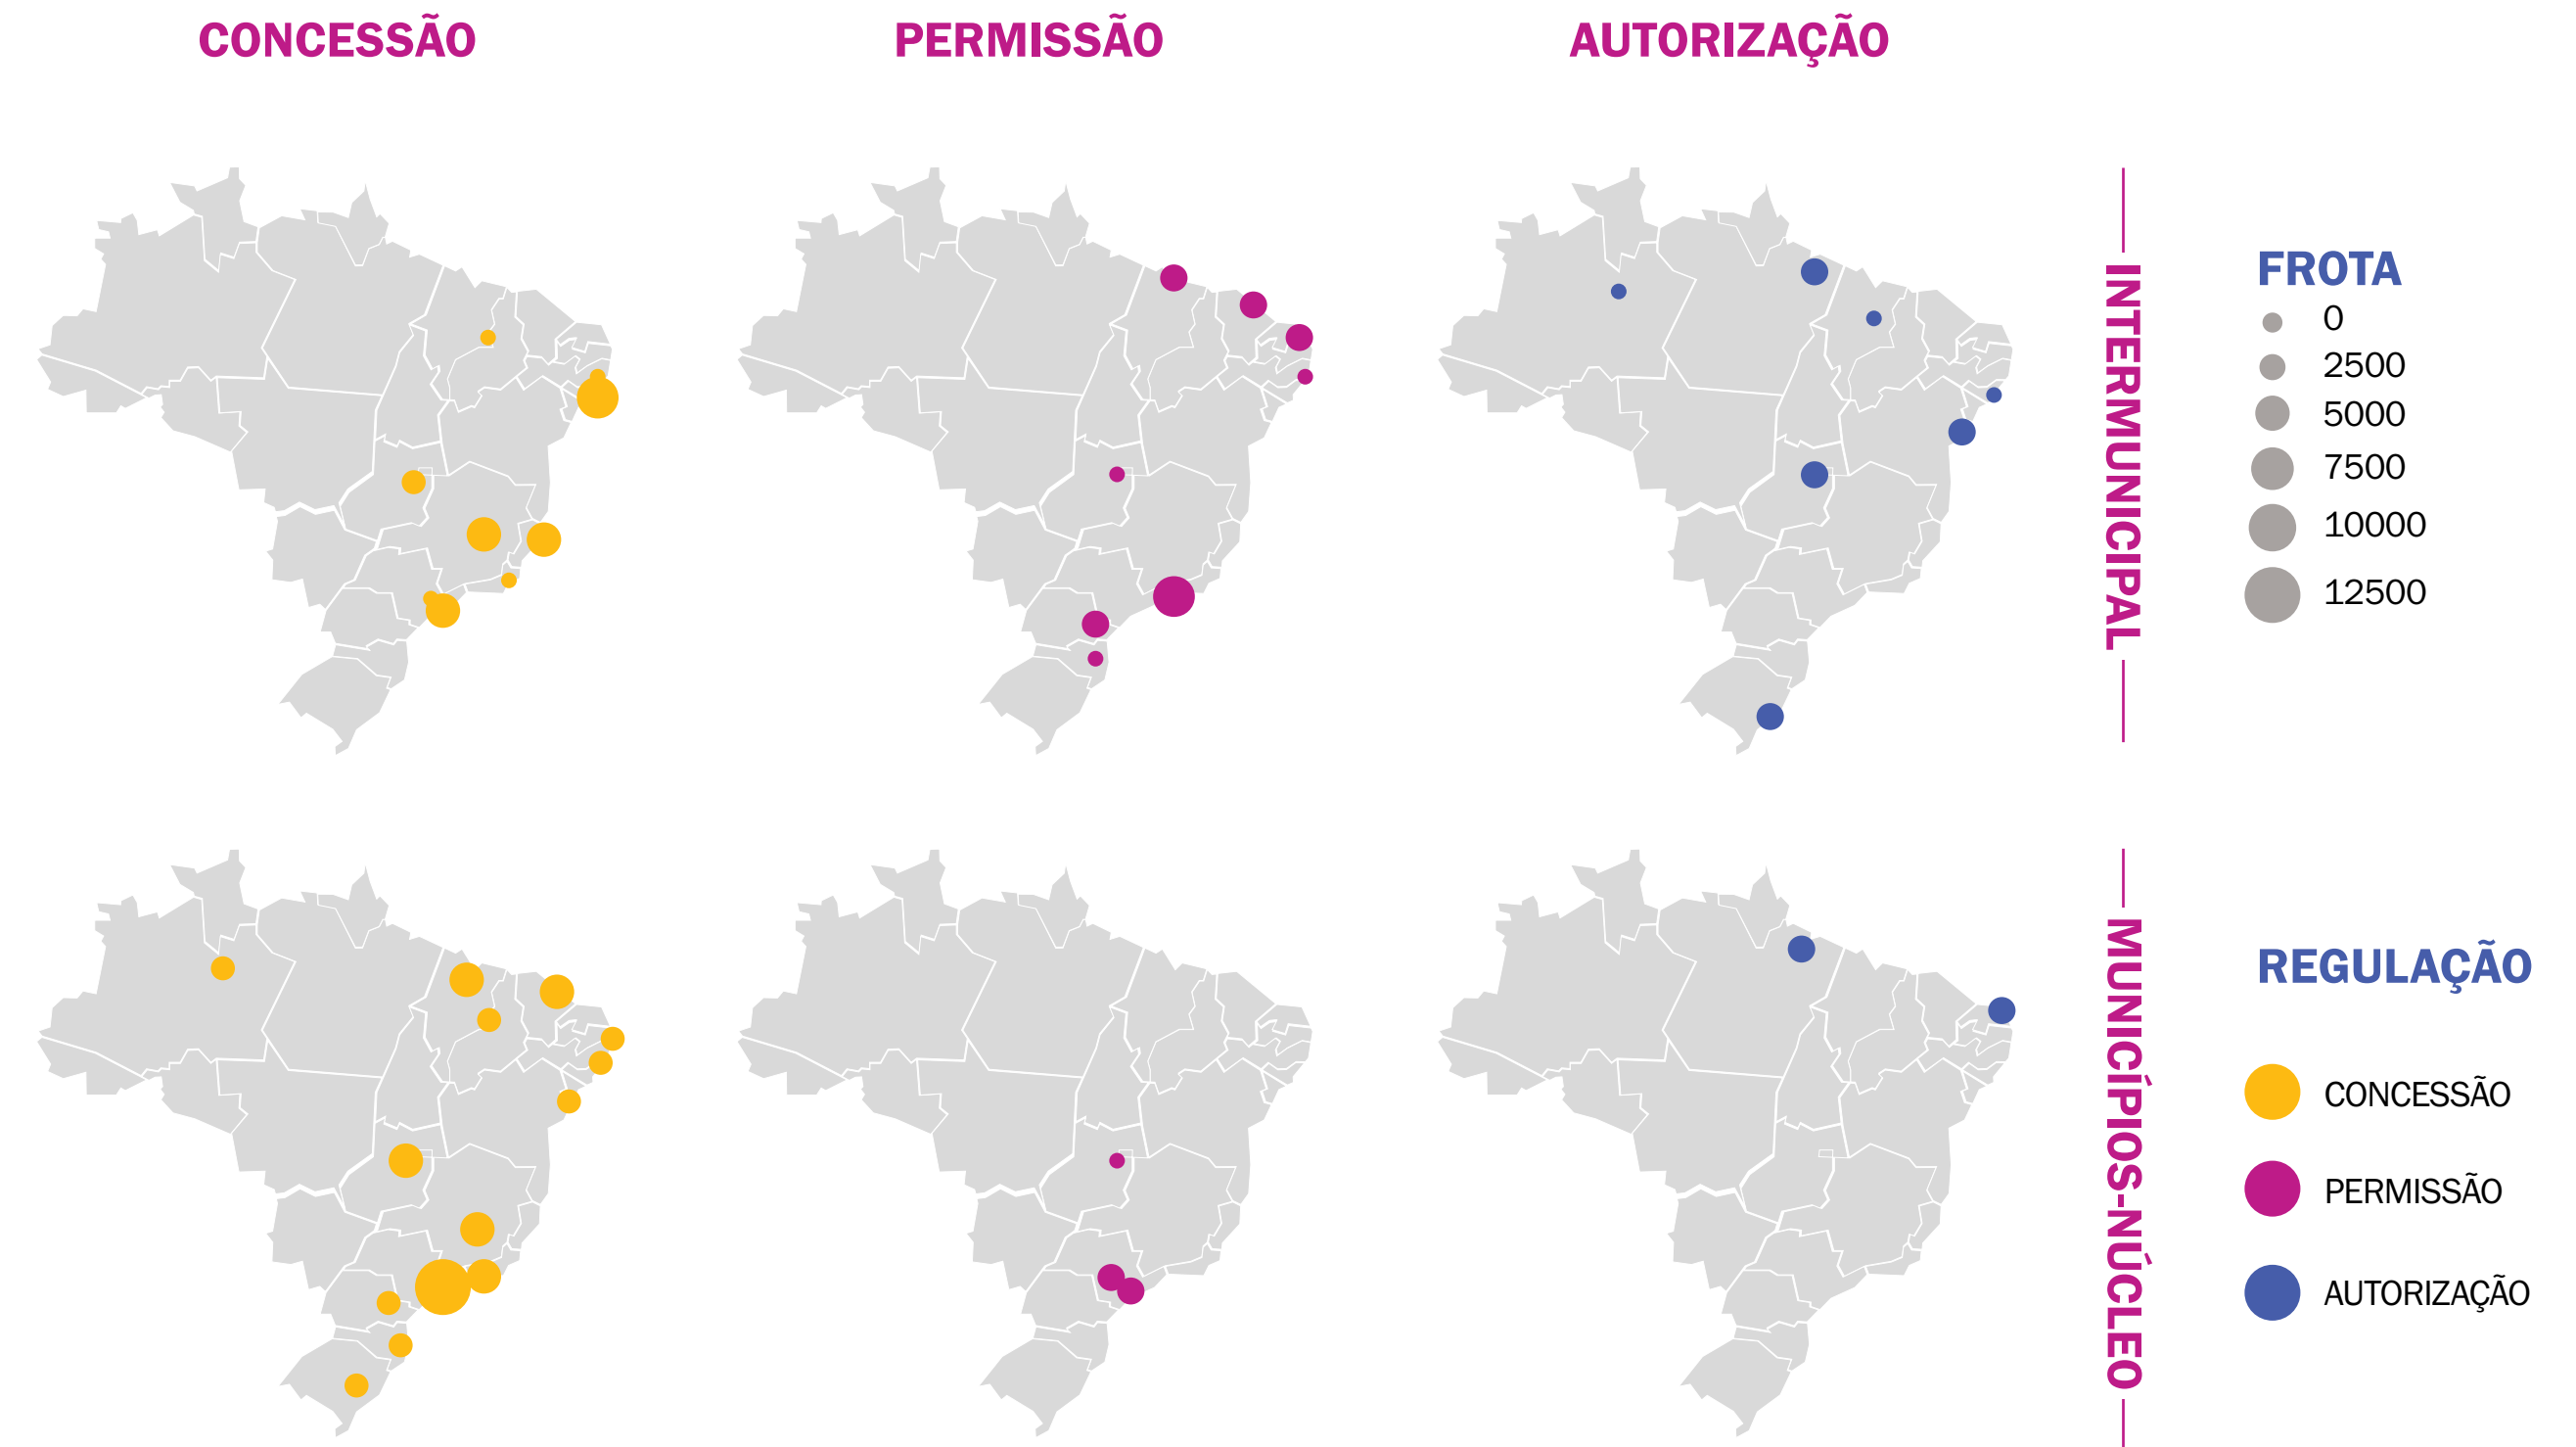 CONCESSÃO
PERMISSÃO
AUTORIZAÇÃO
INTERMUNICIPAL
FROTA
0
2500
5000
7500
10000
12500
MUNICÍPIOS-NÚCLEO
REGULAÇÃO
CONCESSÃO
PERMISSÃO
AUTORIZAÇÃO